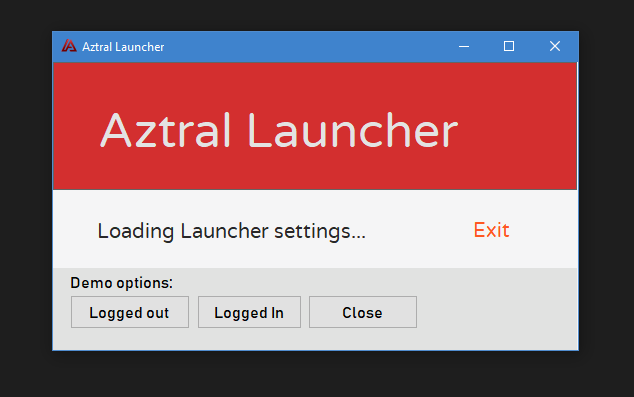 Aztral Launcher
Aztral Launcher
Loading Launcher settings... Exit
Demo options:
Logged out Logged In Close